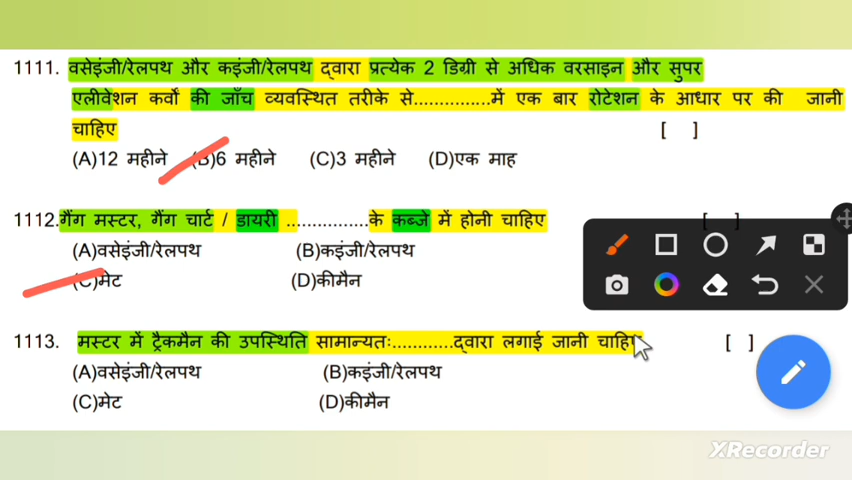 1111. वसेइंजी/रेलपथ और कइंजी/रेलपथ द्वारा प्रत्येक 2 डिग्री से अधिक वरसाइन और सुपर
एलीवेशन कर्वो की जाँच व्यवस्थित तरीके से...............में एक बार रोटेशन के आधार पर की जानी
चाहिए [ ]
(A)12 महीने (B)6 महीने (C)3 महीने (D)एक माह
1112.गैंग मस्टर, गैंग चार्ट / डायरी ................के कब्जे में होनी चाहिए [ ]
(A)वसेइंजी/रेलपथ (B)कइंजी/रेलपथ
(C)मेट (D)कीमैन
1113. मस्टर में ट्रैकमैन की उपस्थिति सामान्यतः............द्वारा लगाई जानी चाहिए [ ]
(A)वसेइंजी/रेलपथ (B)कइंजी/रेलपथ
(C)मेट (D)कीमैन
XRecorder